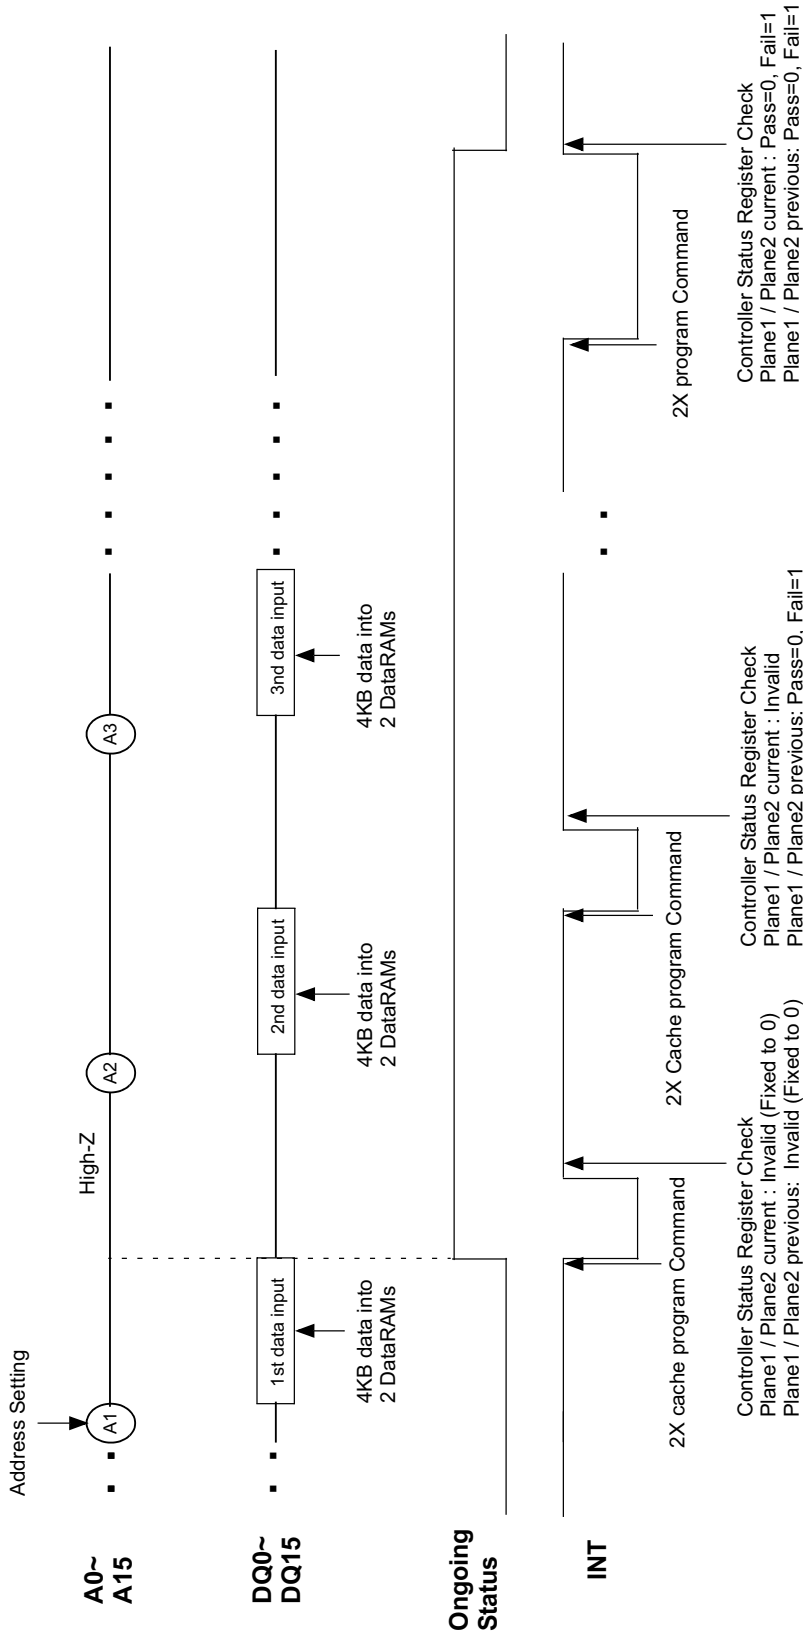 Address Setting
A0~
A15
A1
High-Z
A2
A3
DQ0~
DQ15
1st data input
2nd data input
3nd data input
4KB data into
2 DataRAMs
4KB data into
2 DataRAMs
4KB data into
2 DataRAMs
Ongoing
Status
INT
2X cache program Command
2X Cache program Command
2X program Command
Controller Status Register Check
Plane1 / Plane2 current : Invalid (Fixed to 0)
Plane1 / Plane2 previous: Invalid (Fixed to 0)
Controller Status Register Check
Plane1 / Plane2 current : Invalid
Plane1 / Plane2 previous: Pass=0. Fail=1
Controller Status Register Check
Plane1 / Plane2 current : Pass=0, Fail=1
Plane1 / Plane2 previous: Pass=0, Fail=1